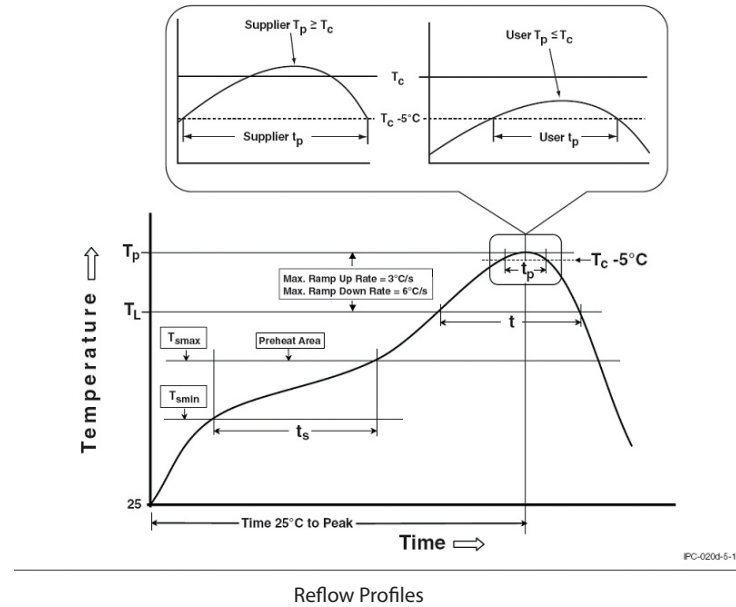 Supplier Tp ≥ Tc
User Tp ≤ Tc
Tc
Tc -5°C
Supplier tp
User tp
Tp
Max. Ramp Up Rate = 3°C/s
Max. Ramp Down Rate = 6°C/s
tp
Tc -5°C
TL
t
Tsmax
Preheat Area
Tsmin
ts
Temperature
25
Time 25°C to Peak
Time
IPC-020d-5-1
Reflow Profiles